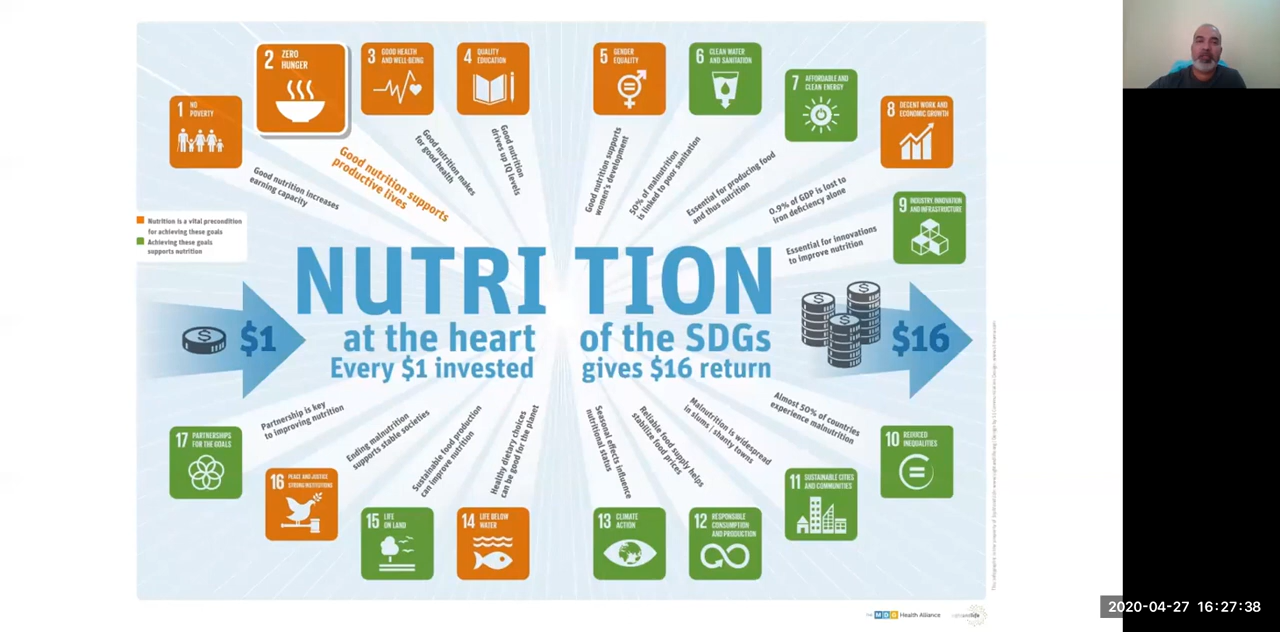 1 NO
POVERTY
2 ZERO
HUNGER
3 GOOD HEALTH
AND WELL-BEING
4 QUALITY
EDUCATION
5 GENDER
EQUALITY
6 CLEAN WATER
AND SANITATION
7 AFFORDABLE AND
CLEAN ENERGY
8 DECENT WORK AND
ECONOMIC GROWTH
9 INDUSTRY, INNOVATION
AND INFRASTRUCTURE
Good nutrition increases
earning capacity
Good nutrition supports
productive lives
Good nutrition makes
for good health
Good nutrition
drives up IQ levels
Good nutrition supports
women's development
50% of malnutrition
is linked to poor sanitation
Essential for producing food
and thus nutrition
0.9% of GDP is lost to
iron deficiency alone
Essential for innovations
to improve nutrition
Nutrition is a vital precondition
for achieving these goals
Achieving these goals
supports nutrition
NUTRITION
at the heart of the SDGs
Every $1 invested gives $16 return
$1
$16
Partnership is key
to improving nutrition
Ending malnutrition
supports stable societies
Sustainable food production
can improve nutrition
Healthy dietary choices
can be good for the planet
Seasonal effects influence
nutritional status
Reliable food supply helps
stabilize food prices
Malnutrition is widespread
in slums / shanty towns
Almost 50% of countries
experience malnutrition
17 PARTNERSHIPS
FOR THE GOALS
16 PEACE AND JUSTICE
STRONG INSTITUTIONS
15 LIFE
ON LAND
14 LIFE BELOW
WATER
13 CLIMATE
ACTION
12 RESPONSIBLE
CONSUMPTION
AND PRODUCTION
11 SUSTAINABLE CITIES
AND COMMUNITIES
10 REDUCED
INEQUALITIES
THE MDG Health Alliance
sight and life
2020-04-27 16:27:38